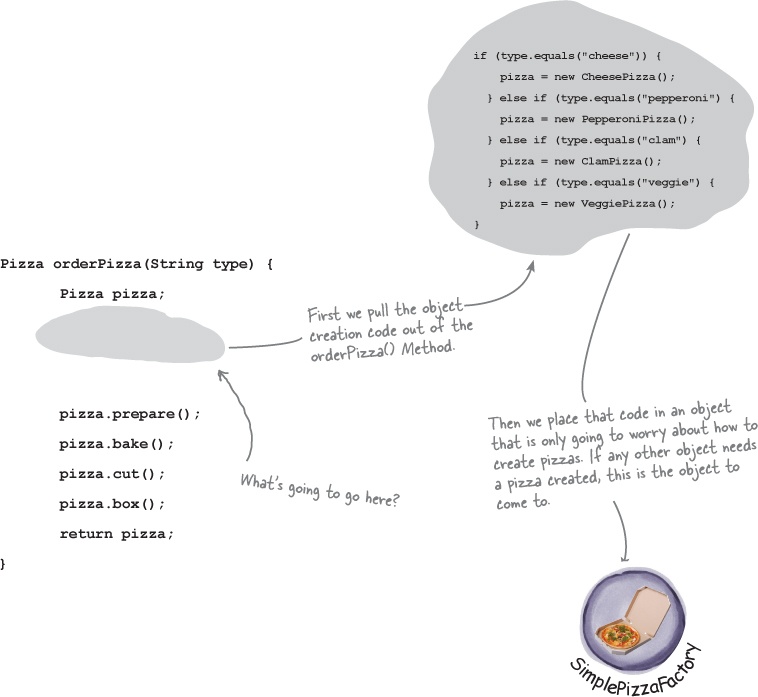 if (type.equals("cheese")) {
pizza = new CheesePizza();
} else if (type.equals("pepperoni") {
pizza = new PepperoniPizza();
} else if (type.equals("clam") {
pizza = new ClamPizza();
} else if (type.equals("veggie") {
pizza = new VeggiePizza();
}
Pizza orderPizza(String type) {
Pizza pizza;
pizza.prepare();
pizza.bake();
pizza.cut();
pizza.box();
return pizza;
}
First we pull the object
creation code out of the
orderPizza() Method.
What's going to go here?
Then we place that code in an object
that is only going to worry about how to
create pizzas. If any other object needs
a pizza created, this is the object to
come to.
SimplePizzaFactory